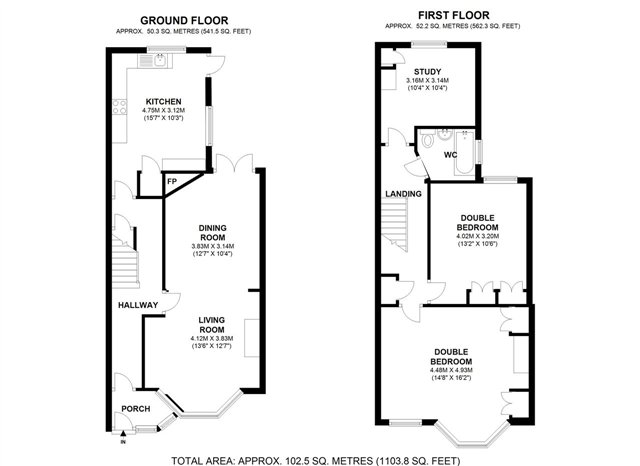 GROUND FLOOR
APPROX. 50.3 SQ. METRES (541.5 SQ. FEET)
KITCHEN
4.75M X 3.12M
(15'7" X 10'3")
FP
DINING
ROOM
3.83M X 3.14M
(12'7" X 10'4")
HALLWAY
LIVING
ROOM
4.12M X 3.83M
(13'6" X 12'7")
PORCH
IN
FIRST FLOOR
APPROX. 52.2 SQ. METRES (562.3 SQ. FEET)
STUDY
3.16M X 3.14M
(10'4" X 10'4")
WC
LANDING
DOUBLE
BEDROOM
4.02M X 3.20M
(13'2" X 10'6")
DOUBLE
BEDROOM
4.48M X 4.93M
(14'8" X 16'2")
TOTAL AREA: APPROX. 102.5 SQ. METRES (1103.8 SQ. FEET)